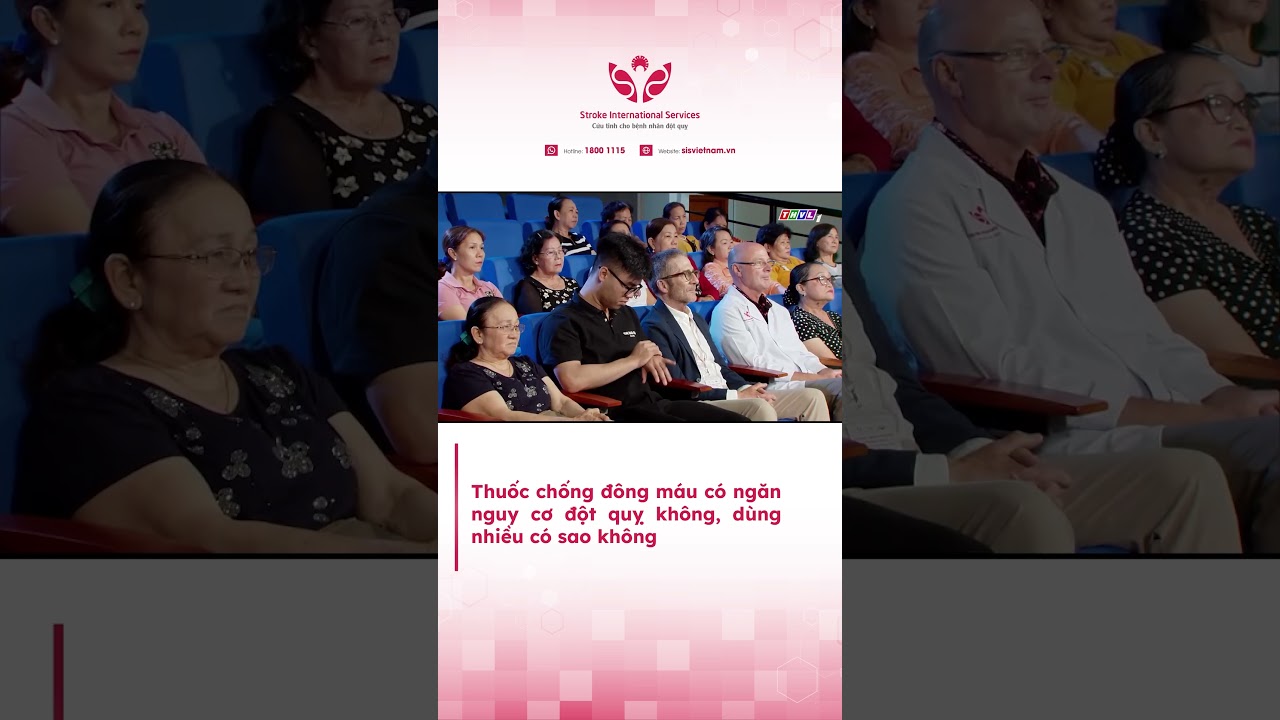 Stroke International Services
Cứu tinh cho bệnh nhân đột quỵ
Hotline: 1800 1115
Website: sisvietnam.vn
THVL1
Thuốc chống đông máu có ngăn
nguy cơ đột quỵ không, dùng
nhiều có sao không